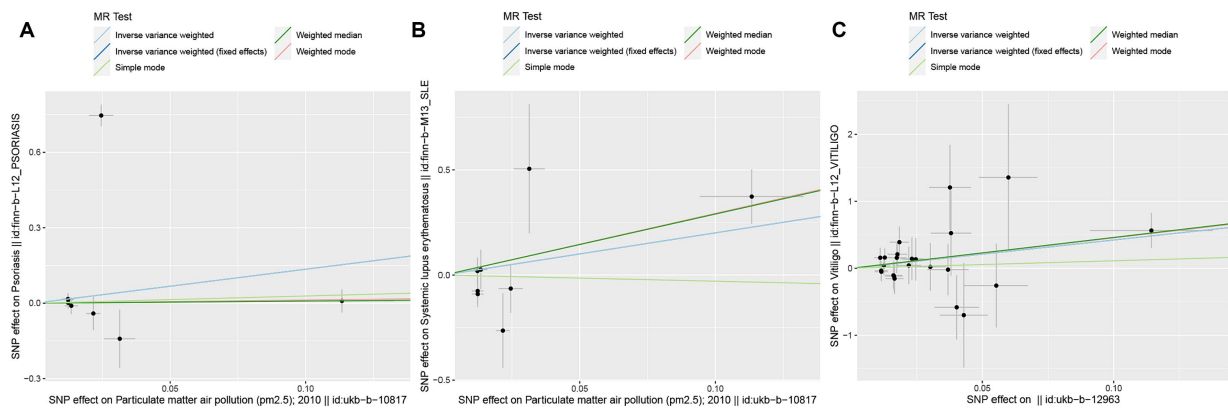 A
MR Test
Inverse variance weighted
Weighted median
Inverse variance weighted (fixed effects)
Weighted mode
Simple mode
SNP effect on Psoriasis || id:finn-b-L12_PSORIASIS
0.6
0.3
0.0
−0.3
0.05
0.10
SNP effect on Particulate matter air pollution (pm2.5); 2010 || id:ukb-b-10817
B
MR Test
Inverse variance weighted
Weighted median
Inverse variance weighted (fixed effects)
Weighted mode
Simple mode
SNP effect on Systemic lupus erythematosus || id:finn-b-M13_SLE
0.5
0.0
−0.5
0.05
0.10
SNP effect on Particulate matter air pollution (pm2.5); 2010 || id:ukb-b-10817
C
MR Test
Inverse variance weighted
Weighted median
Inverse variance weighted (fixed effects)
Weighted mode
Simple mode
SNP effect on Vitiligo || id:finn-b-L12_VITILIGO
2
1
0
−1
0.05
0.10
SNP effect on || id:ukb-b-12963